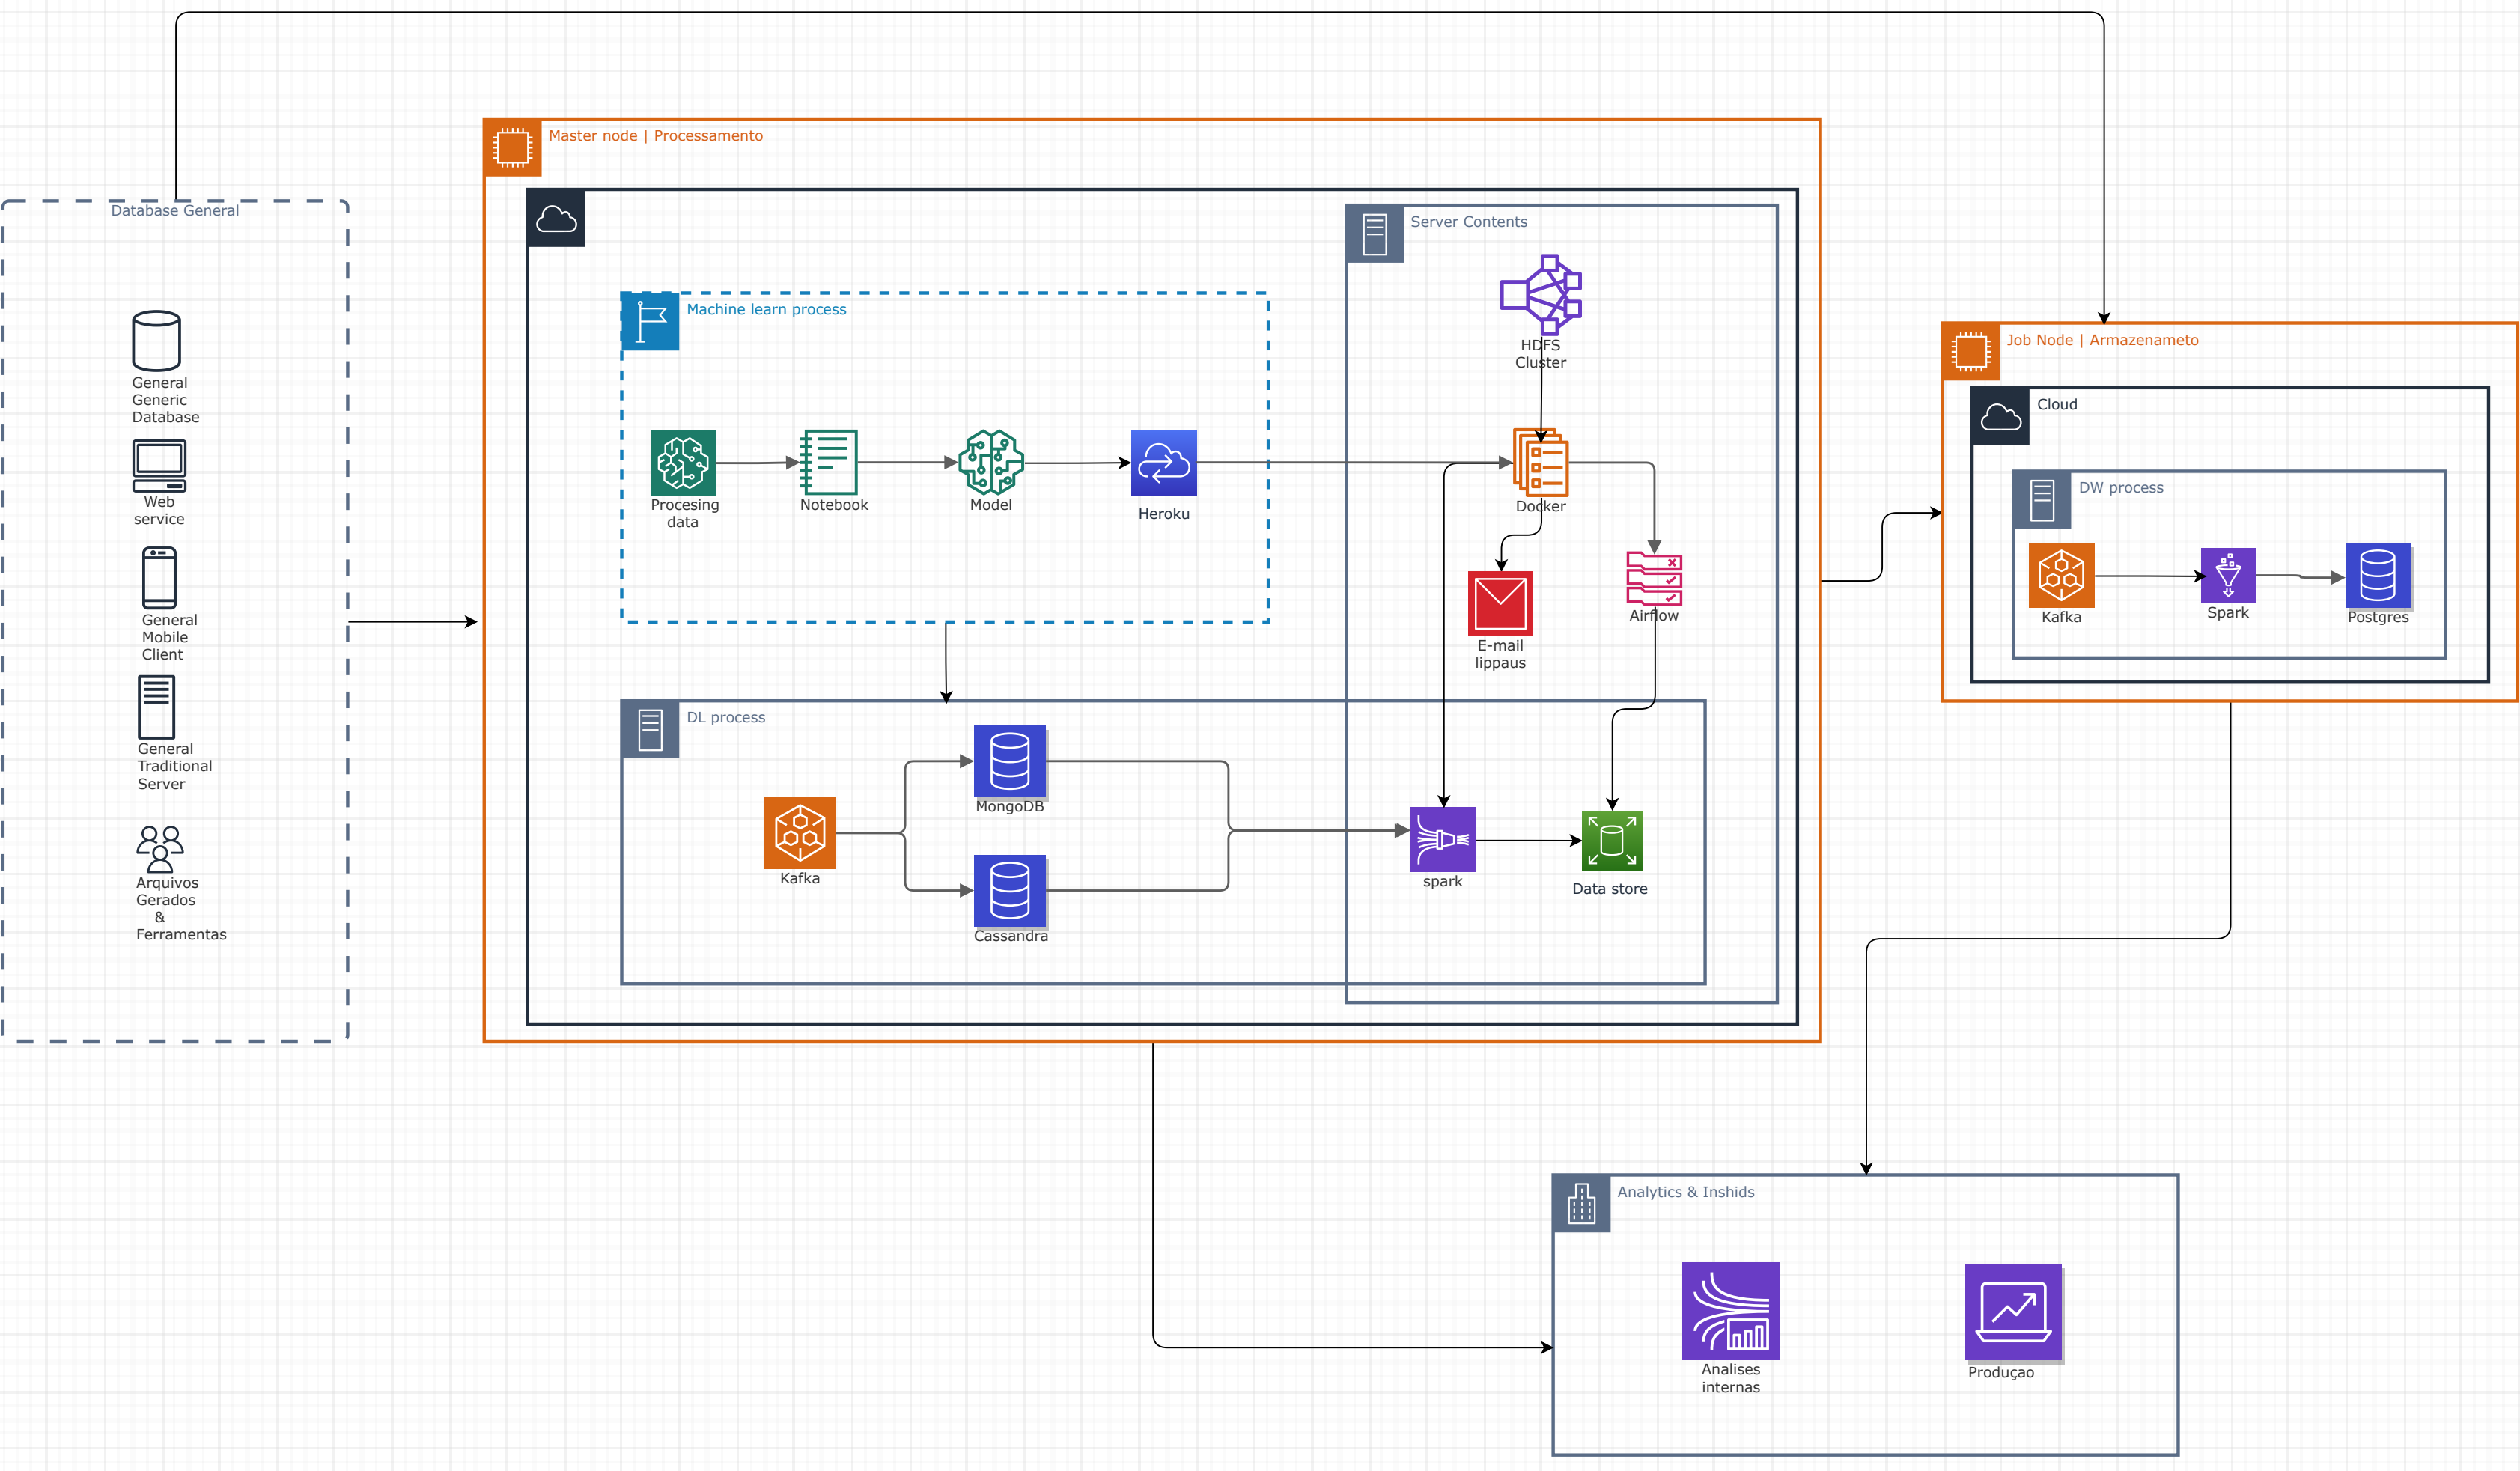 Database General
General
Generic
Database
Web
service
General
Mobile
Client
General
Traditional
Server
Arquivos
Gerados
&
Ferramentas
Master node | Processamento
Machine learn process
Procesing
data
Notebook
Model
Heroku
Server Contents
HDFS
Cluster
Docker
E-mail
lippaus
Airflow
DL process
Kafka
MongoDB
Cassandra
spark
Data store
Job Node | Armazenameto
Cloud
DW process
Kafka
Spark
Postgres
Analytics & Inshids
Analises
internas
Produçao